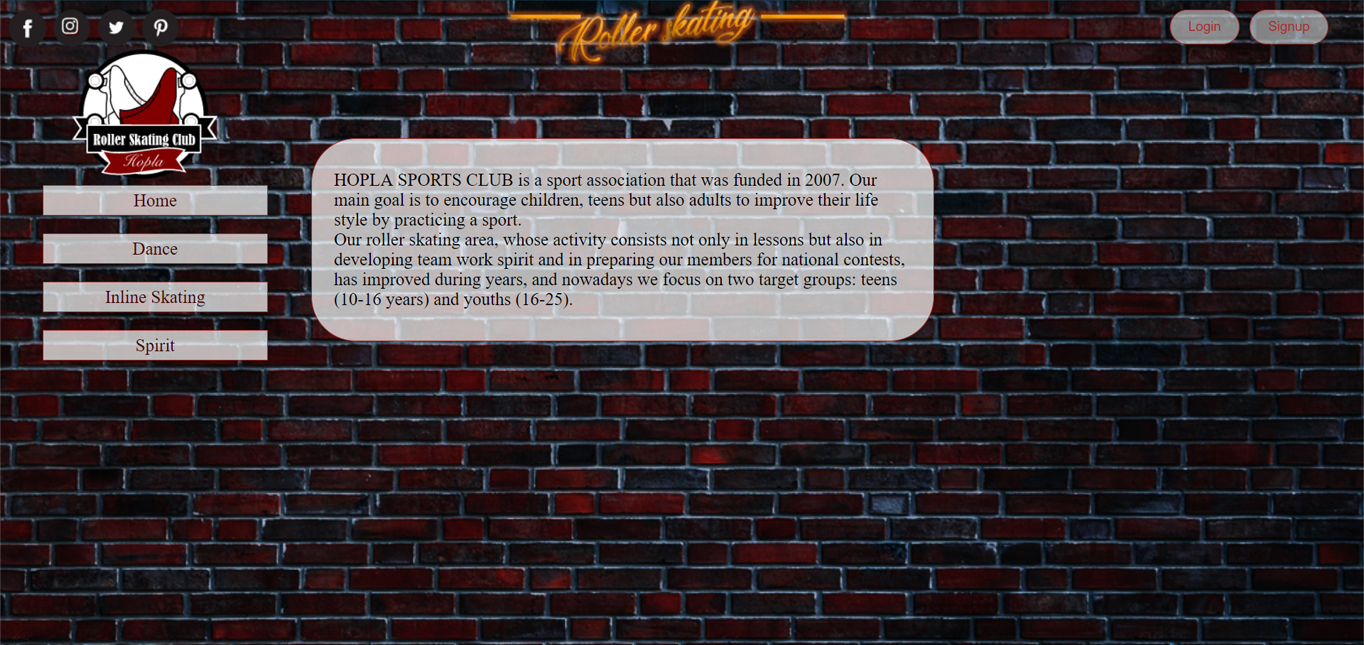 Roller skating
Login
Signup
Roller Skating Club
Hopla
Home
Dance
Inline Skating
Spirit
HOPLA SPORTS CLUB is a sport association that was funded in 2007. Our
main goal is to encourage children, teens but also adults to improve their life
style by practicing a sport.
Our roller skating area, whose activity consists not only in lessons but also in
developing team work spirit and in preparing our members for national contests,
has improved during years, and nowadays we focus on two target groups: teens
(10-16 years) and youths (16-25).